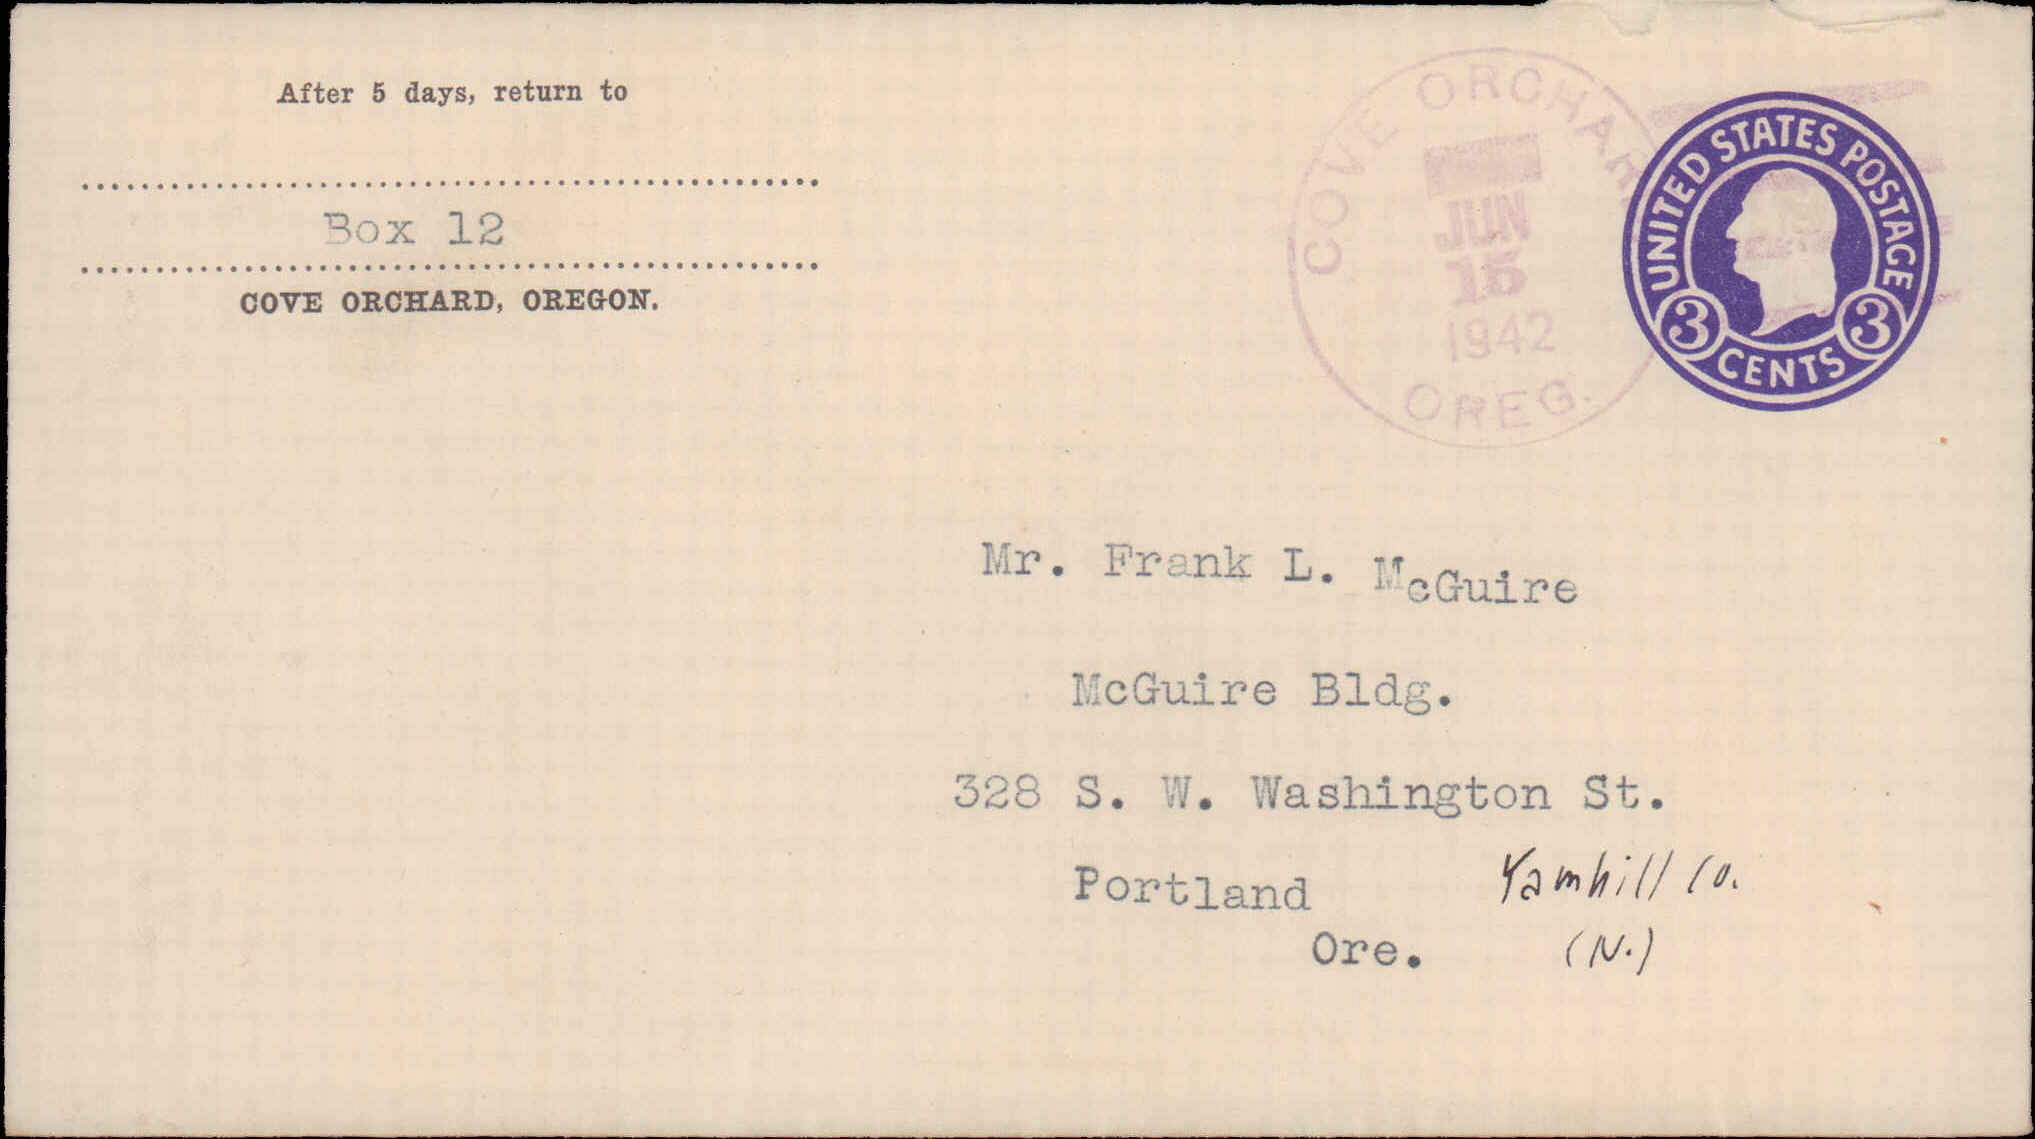 After 5 days, return to
Box 12
COVE ORCHARD, OREGON.
COVE ORCHARD
JUN
15
1942
OREG.
UNITED STATES POSTAGE
3 CENTS 3
Mr. Frank L. McGuire
McGuire Bldg.
328 S. W. Washington St.
Portland
Ore.
Yamhill Co.
(N.)